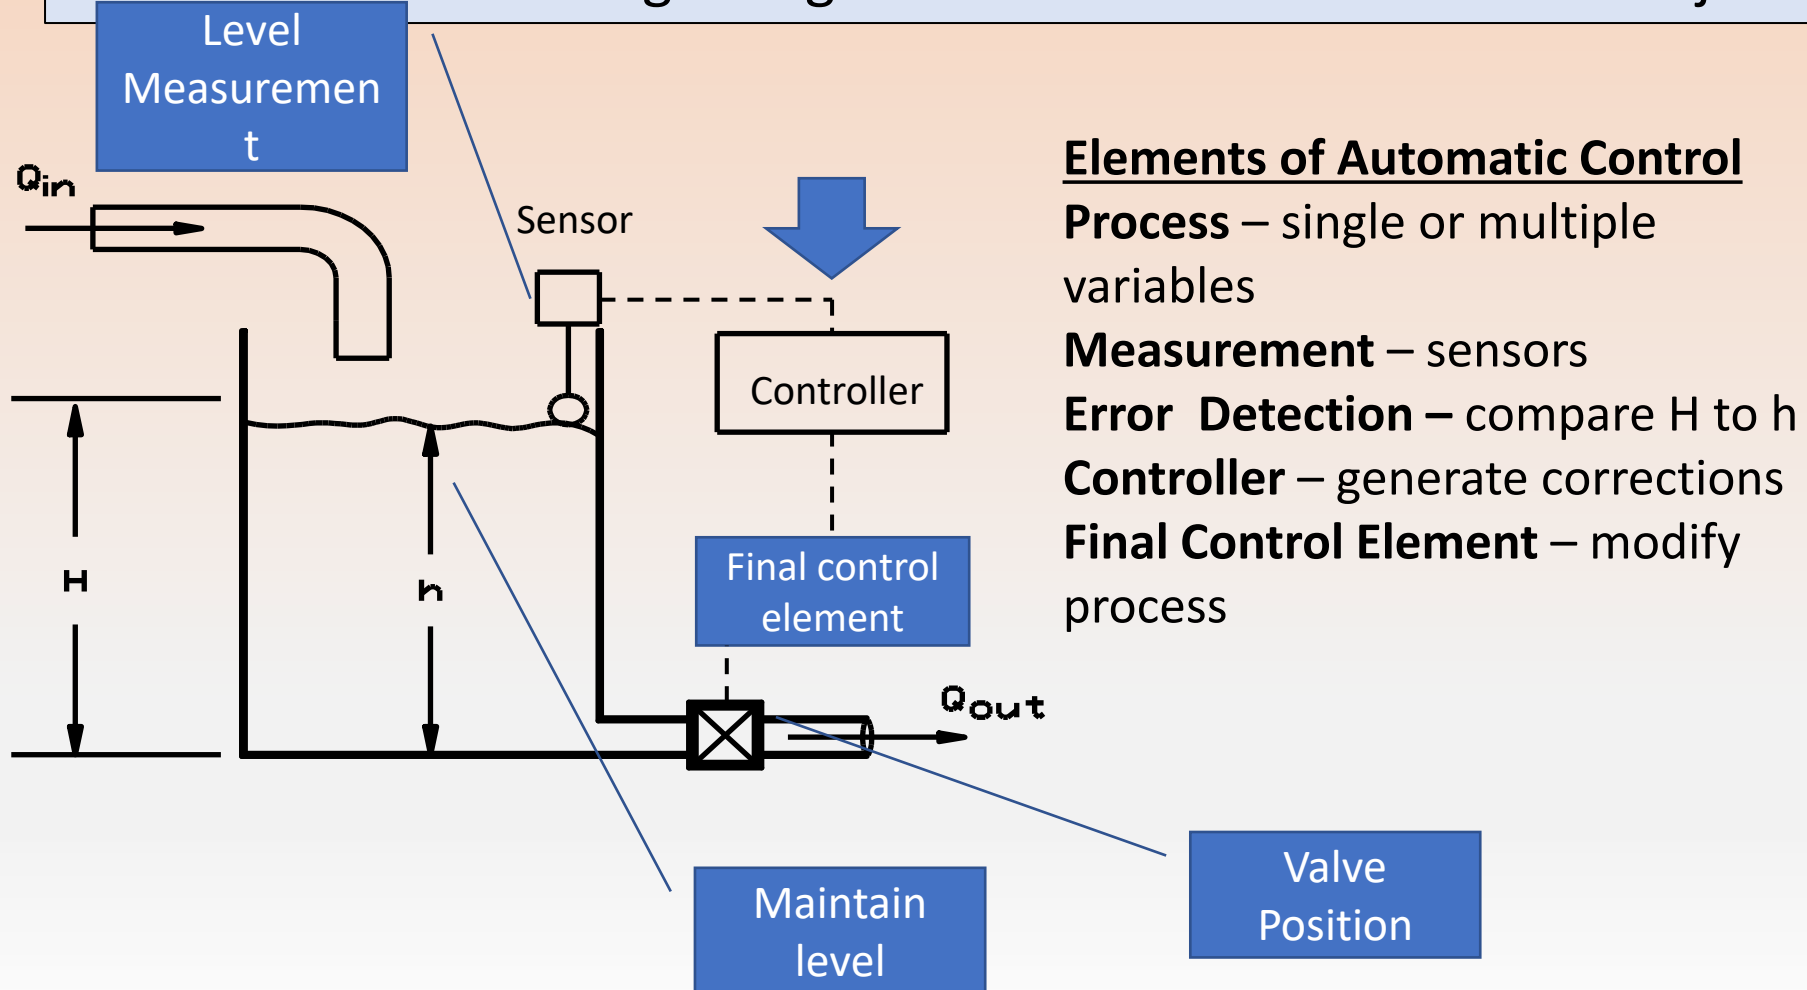 Level
Measuremen
t
Qin
Sensor
Controller
H
h
Final control
element
Qout
Maintain
level
Valve
Position
Elements of Automatic Control
Process – single or multiple
variables
Measurement – sensors
Error  Detection – compare H to h
Controller – generate corrections
Final Control Element – modify
process